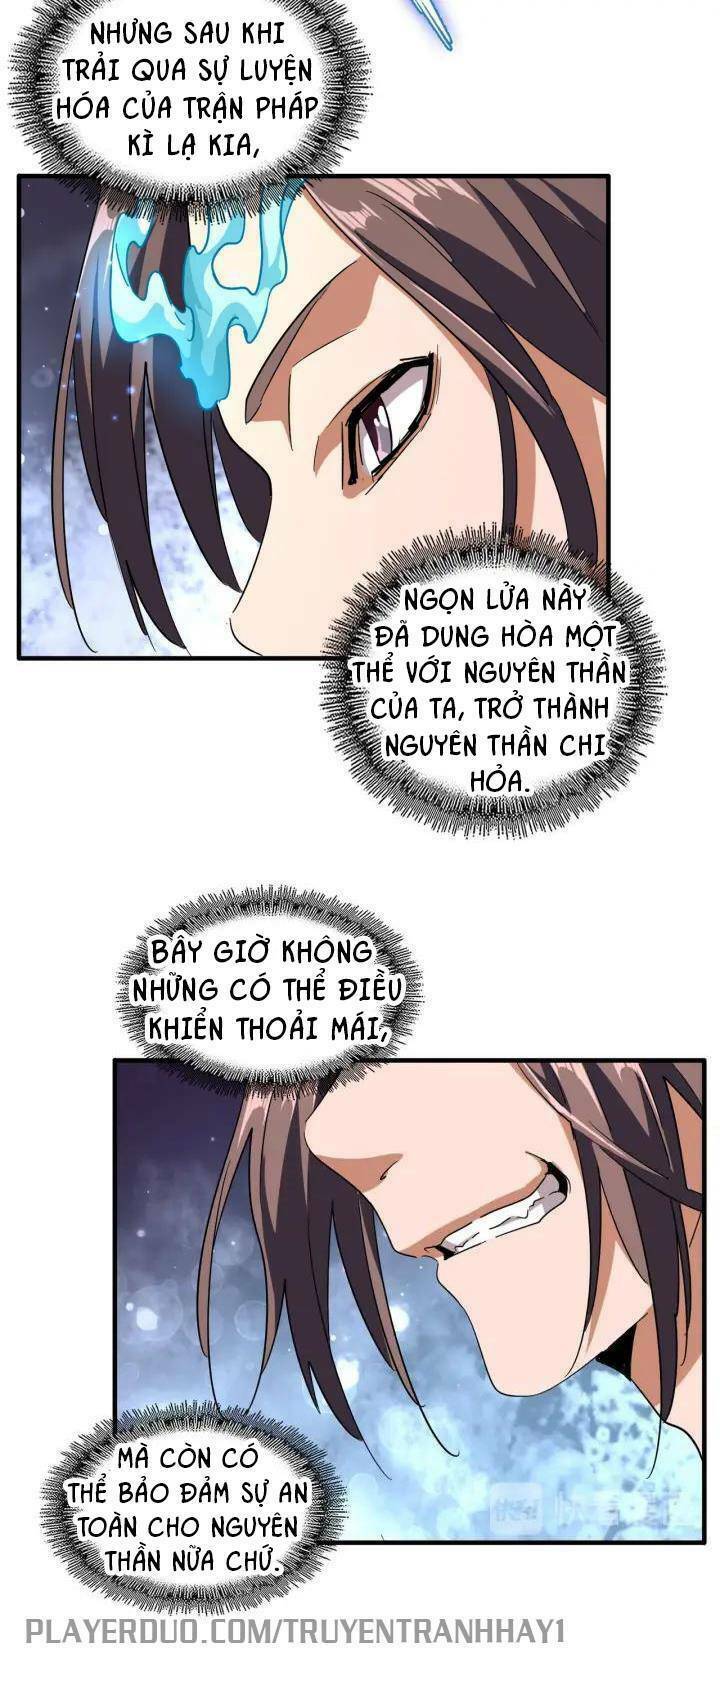 NHƯNG SAU KHI
TRẢI QUA SỰ LUYỆN
HÓA CỦA TRẬN PHÁP
KÌ LẠ KIA,
NGỌN LỬA NÀY
ĐÃ DUNG HÒA MỘT
THỂ VỚI NGUYÊN THẦN
CỦA TA, TRỞ THÀNH
NGUYÊN THẦN CHI
HỎA.
BÂY GIỜ KHÔNG
NHỮNG CÓ THỂ ĐIỀU
KHIỂN THOẢI MÁI,
MÀ CÒN CÓ
THỂ BẢO ĐẢM SỰ AN
TOÀN CHO NGUYÊN
THẦN NỮA CHỨ.
PLAYERDUO.COM/TRUYENTRANHHAY1